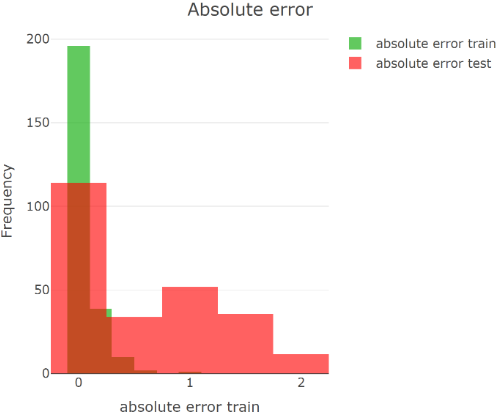 Absolute error
absolute error train
absolute error test
200
150
100
50
0
Frequency
0 1 2
absolute error train